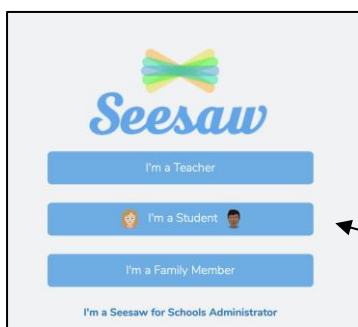 Seesaw
I'm a Teacher
I'm a Student
I'm a Family Member
I'm a Seesaw for Schools Administrator